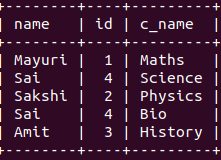 +--------+----+---------+
| name   | id | c_name  |
+--------+----+---------+
| Mayuri |  1 | Maths   |
| Sai    |  4 | Science |
| Sakshi |  2 | Physics |
| Sai    |  4 | Bio     |
| Amit   |  3 | History |
+--------+----+---------+